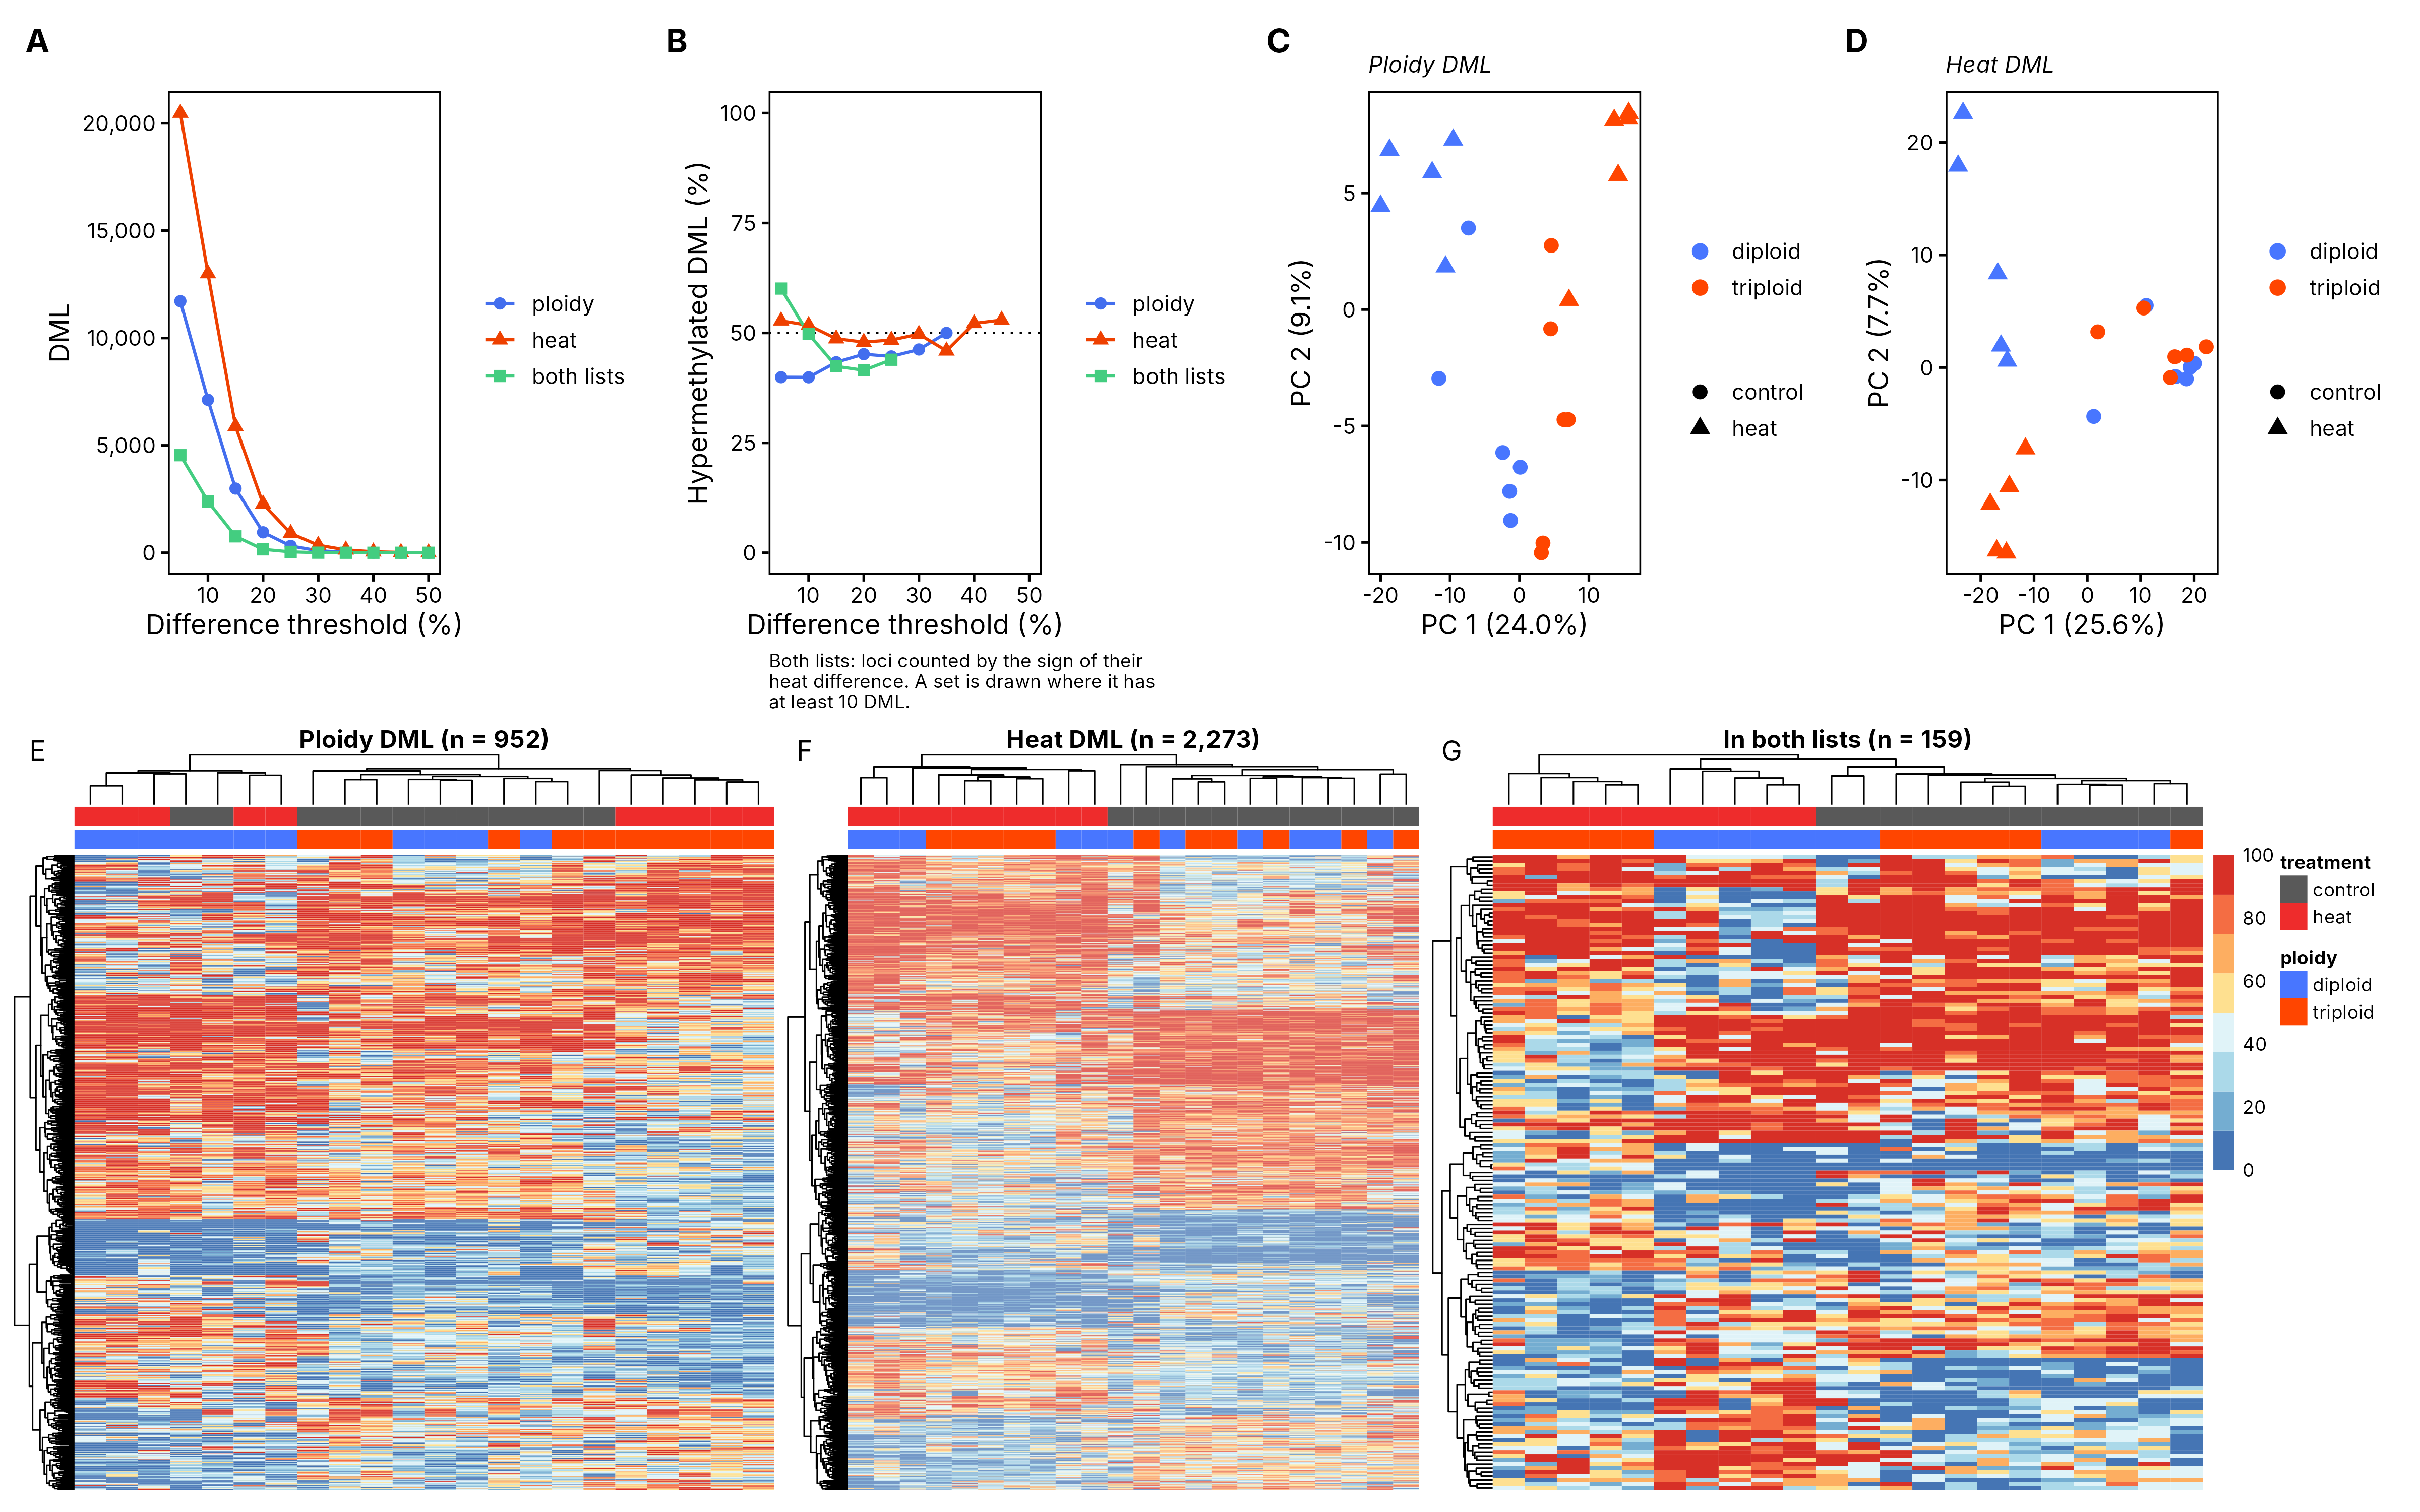 A
B
C
D
Ploidy DML
Heat DML
20,000
15,000
10,000
5,000
0
DML
10 20 30 40 50
Difference threshold (%)
ploidy
heat
both lists
100
75
50
25
0
Hypermethylated DML (%)
10 20 30 40 50
Difference threshold (%)
Both lists: loci counted by the sign of their
heat difference. A set is drawn where it has
at least 10 DML.
ploidy
heat
both lists
5
0
-5
-10
PC 2 (9.1%)
-20 -10 0 10
PC 1 (24.0%)
diploid
triploid
control
heat
20
10
0
-10
PC 2 (7.7%)
-20 -10 0 10 20
PC 1 (25.6%)
diploid
triploid
control
heat
E
Ploidy DML (n = 952)
F
Heat DML (n = 2,273)
G
In both lists (n = 159)
100
80
60
40
20
0
treatment
control
heat
ploidy
diploid
triploid